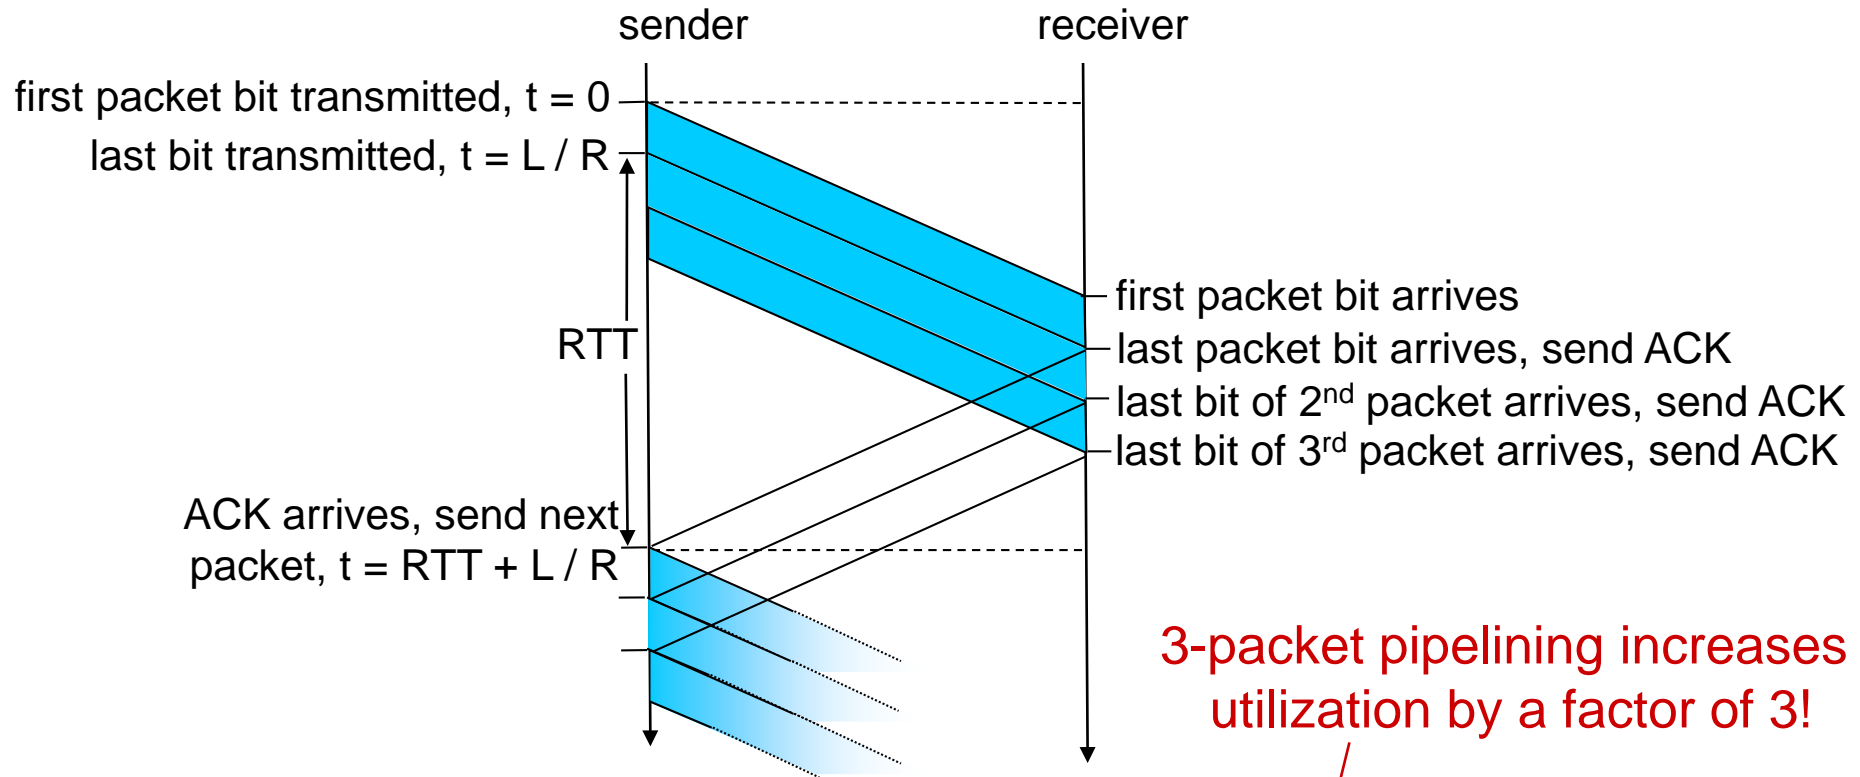 sender
receiver
first packet bit transmitted, t = 0
last bit transmitted, t = L / R
RTT
first packet bit arrives
last packet bit arrives, send ACK
last bit of 2nd packet arrives, send ACK
last bit of 3rd packet arrives, send ACK
ACK arrives, send next
packet, t = RTT + L / R
3-packet pipelining increases
utilization by a factor of 3!